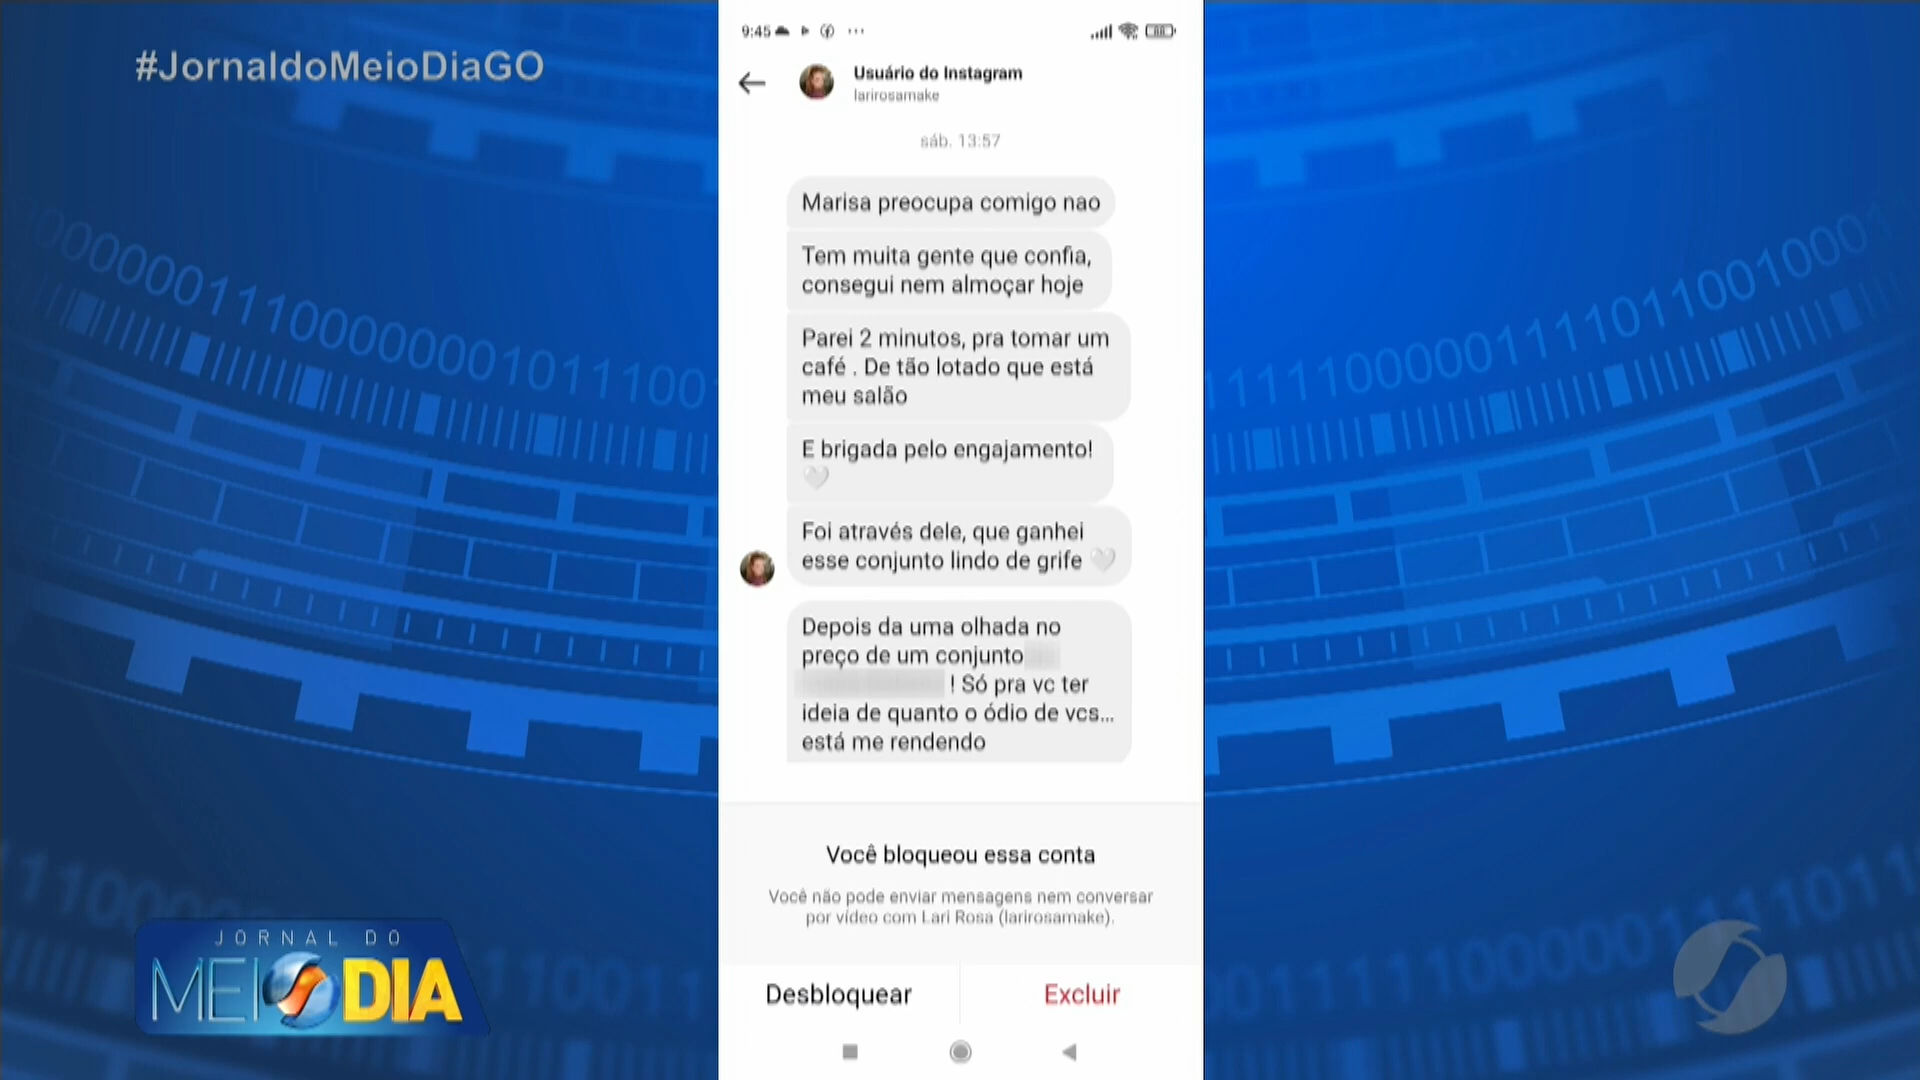 #JornaldoMeioDiaGO
9:45
Usuário do Instagram
larirosamake
sáb. 13:57
Marisa preocupa comigo nao
Tem muita gente que confia,
consegui nem almoçar hoje
Parei 2 minutos, pra tomar um
café . De tão lotado que está
meu salão
E brigada pelo engajamento!
🤍
Foi através dele, que ganhei
esse conjunto lindo de grife 🤍
Depois da uma olhada no
preço de um conjunto
! Só pra vc ter
ideia de quanto o ódio de vcs...
está me rendendo
Você bloqueou essa conta
Você não pode enviar mensagens nem conversar
por vídeo com Lari Rosa (larirosamake).
Desbloquear
Excluir
JORNAL DO
MEIO DIA